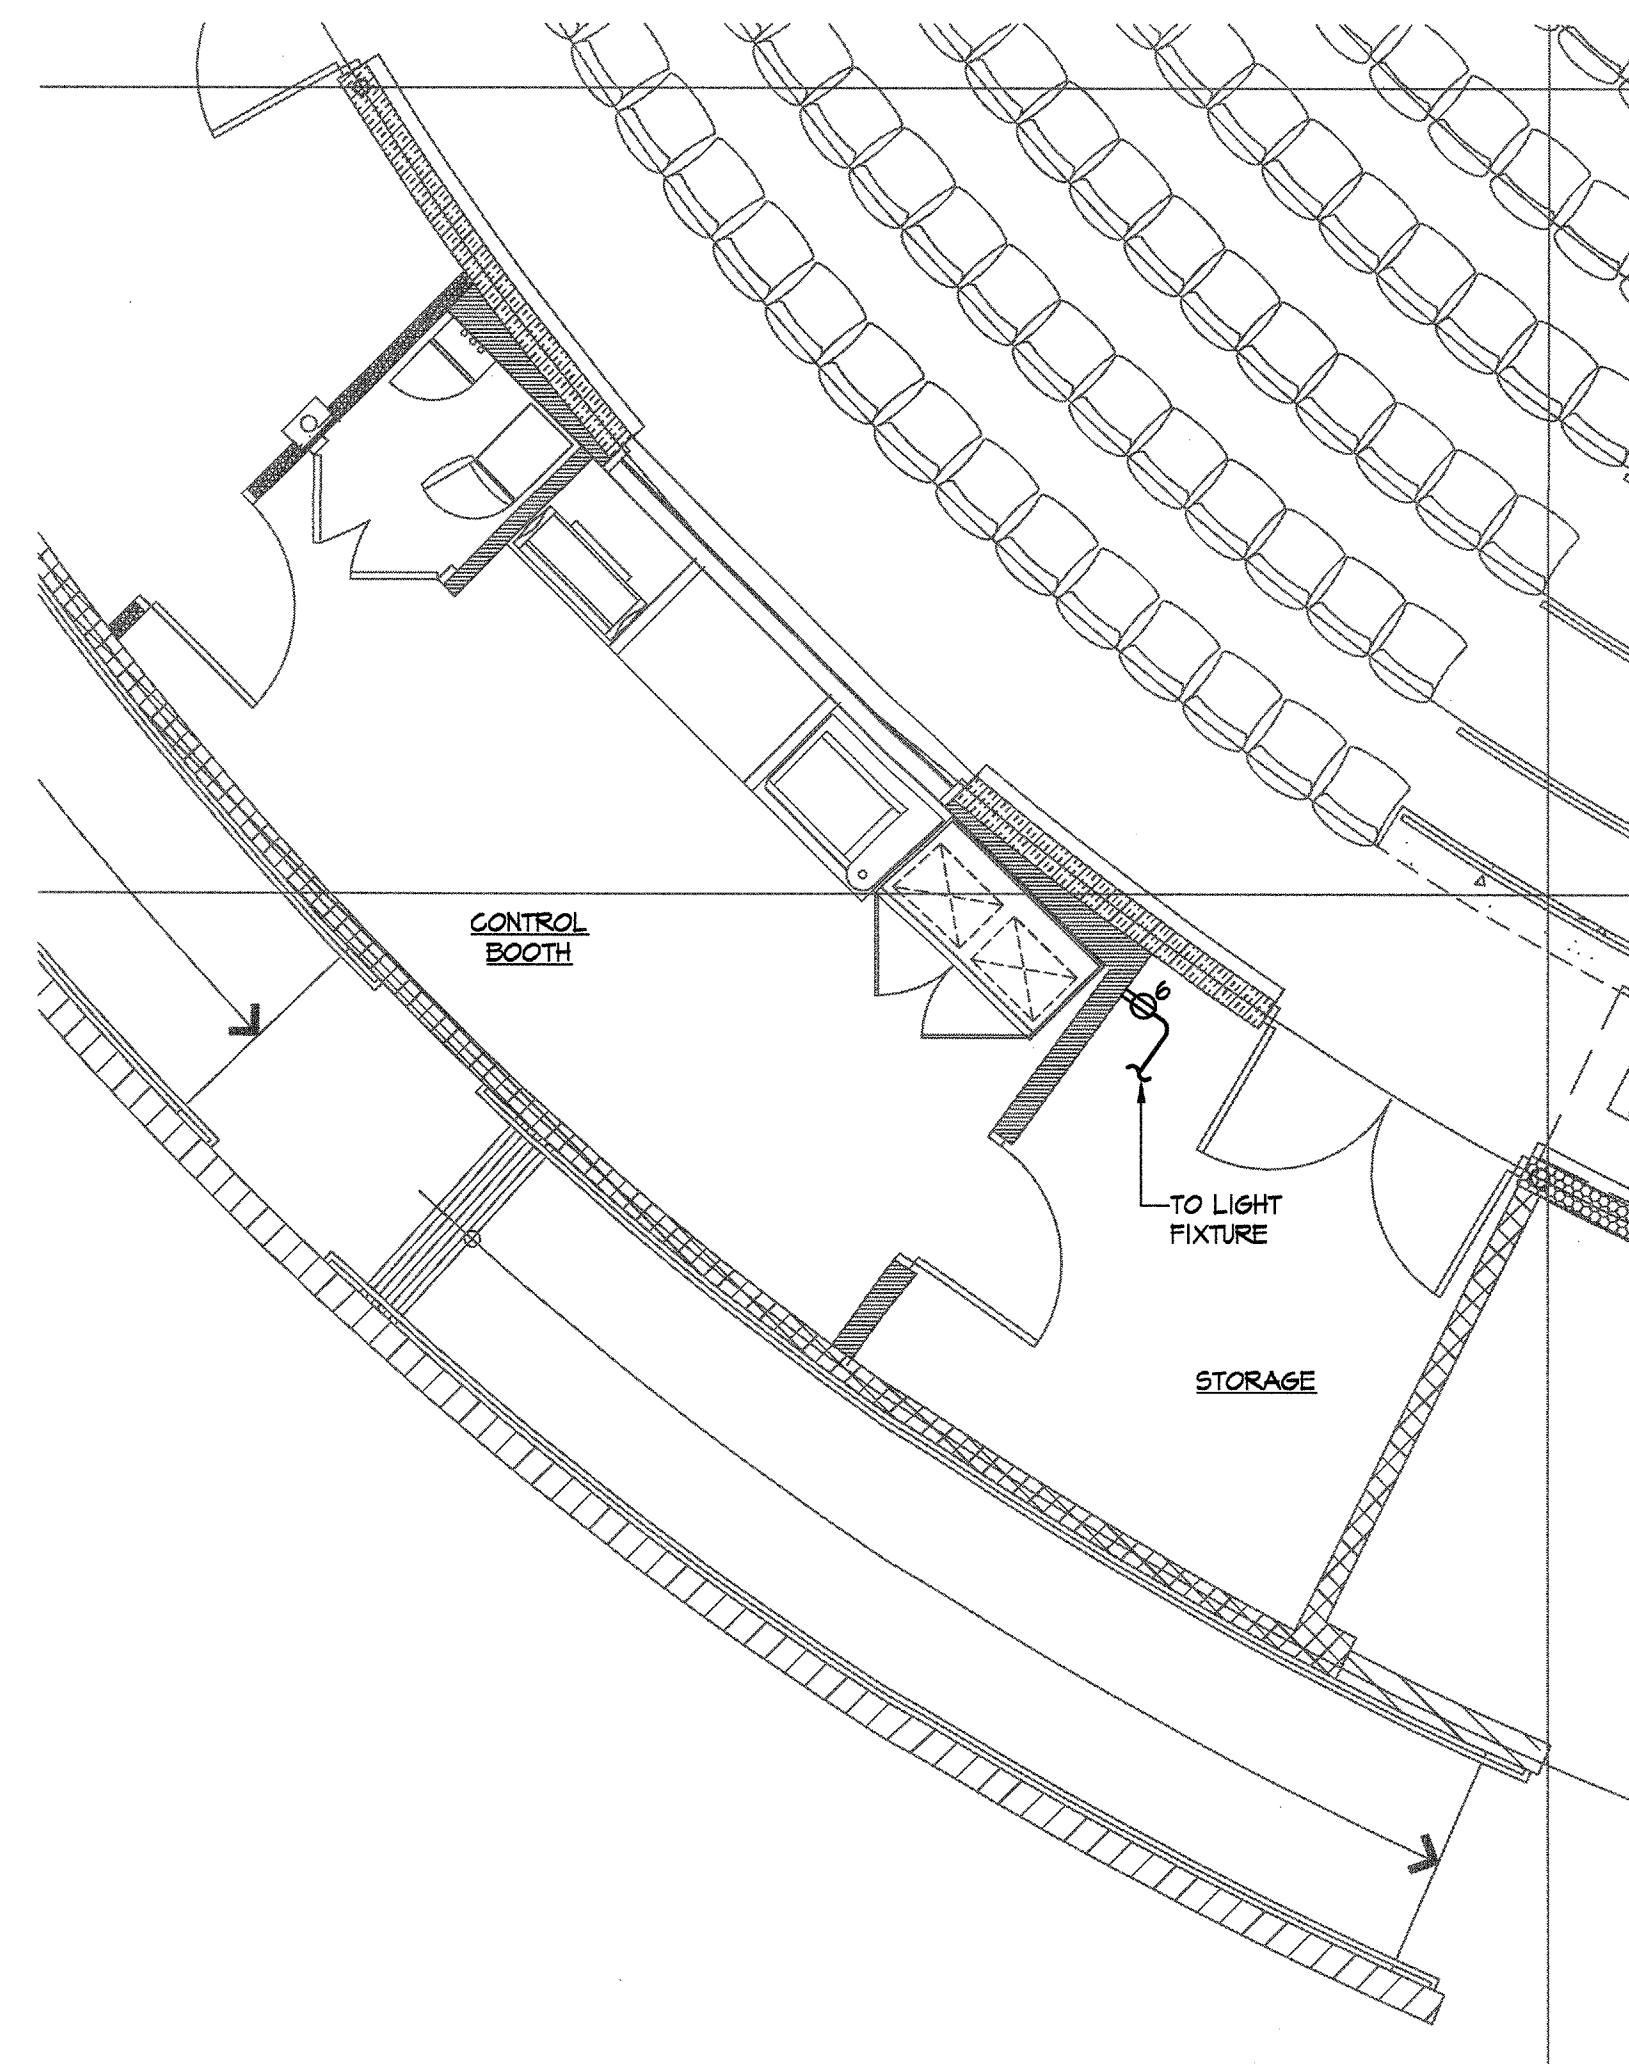 CONTROL
BOOTH
6
TO LIGHT
FIXTURE
STORAGE